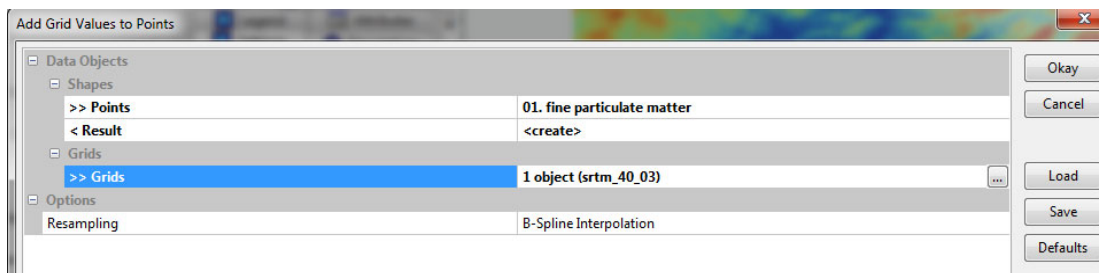 Add Grid Values to Points
Data Objects
Shapes
>> Points 01. fine particulate matter
< Result <create>
Grids
>> Grids 1 object (srtm_40_03) ...
Options
Resampling B-Spline Interpolation
Okay
Cancel
Load
Save
Defaults